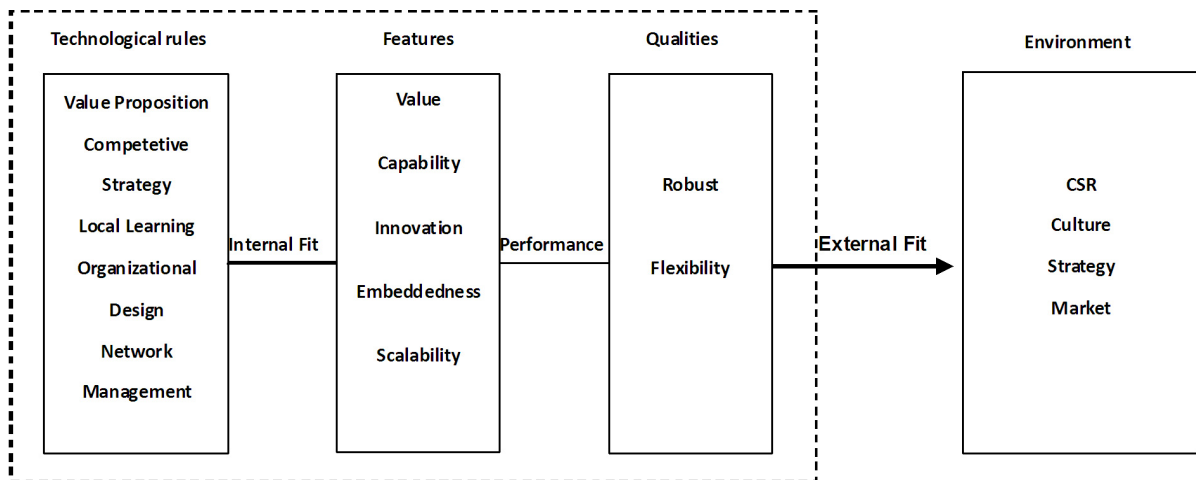 Technological rules
Value Proposition
Competetive
Strategy
Local Learning
Organizational
Design
Network
Management
Internal Fit
Features
Value
Capability
Innovation
Embeddedness
Scalability
Performance
Qualities
Robust
Flexibility
External Fit
Environment
CSR
Culture
Strategy
Market